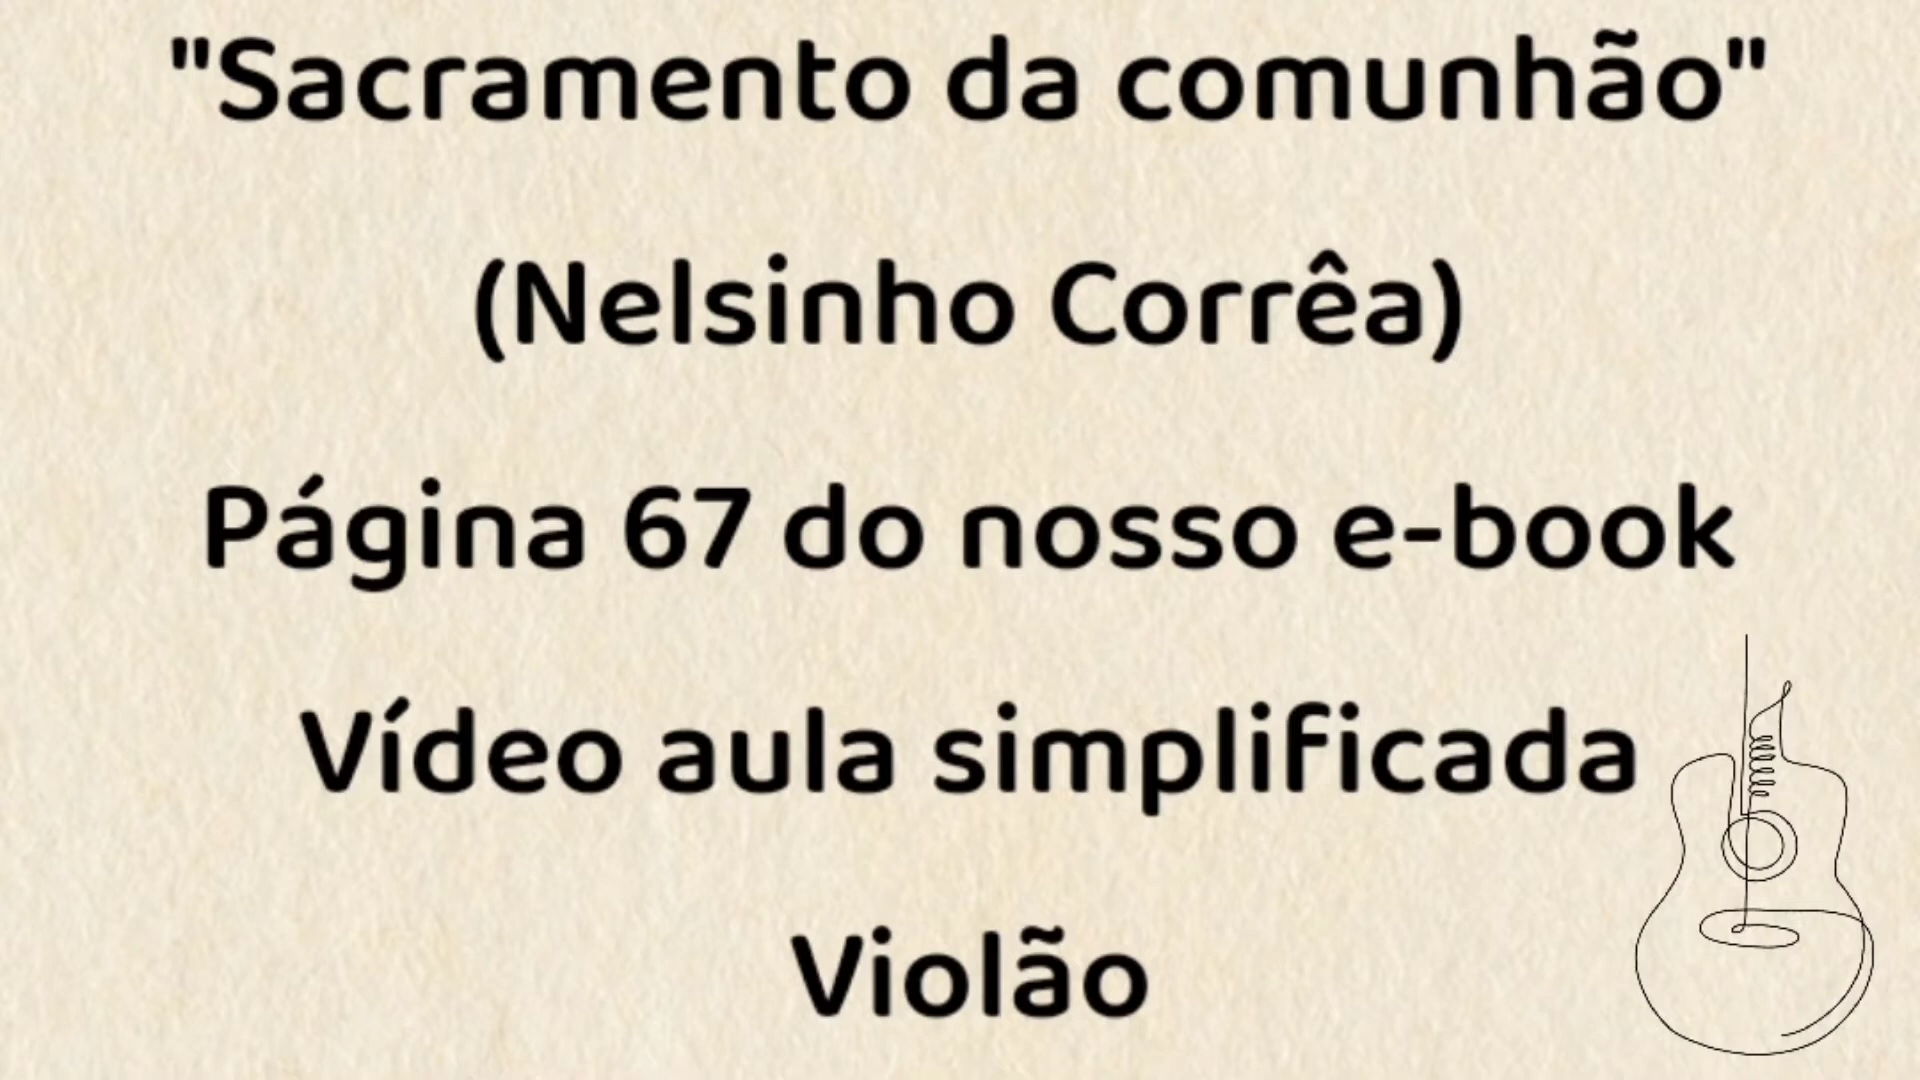 "Sacramento da comunhão"
(Nelsinho Corrêa)
Página 67 do nosso e-book
Vídeo aula simplificada
Violão